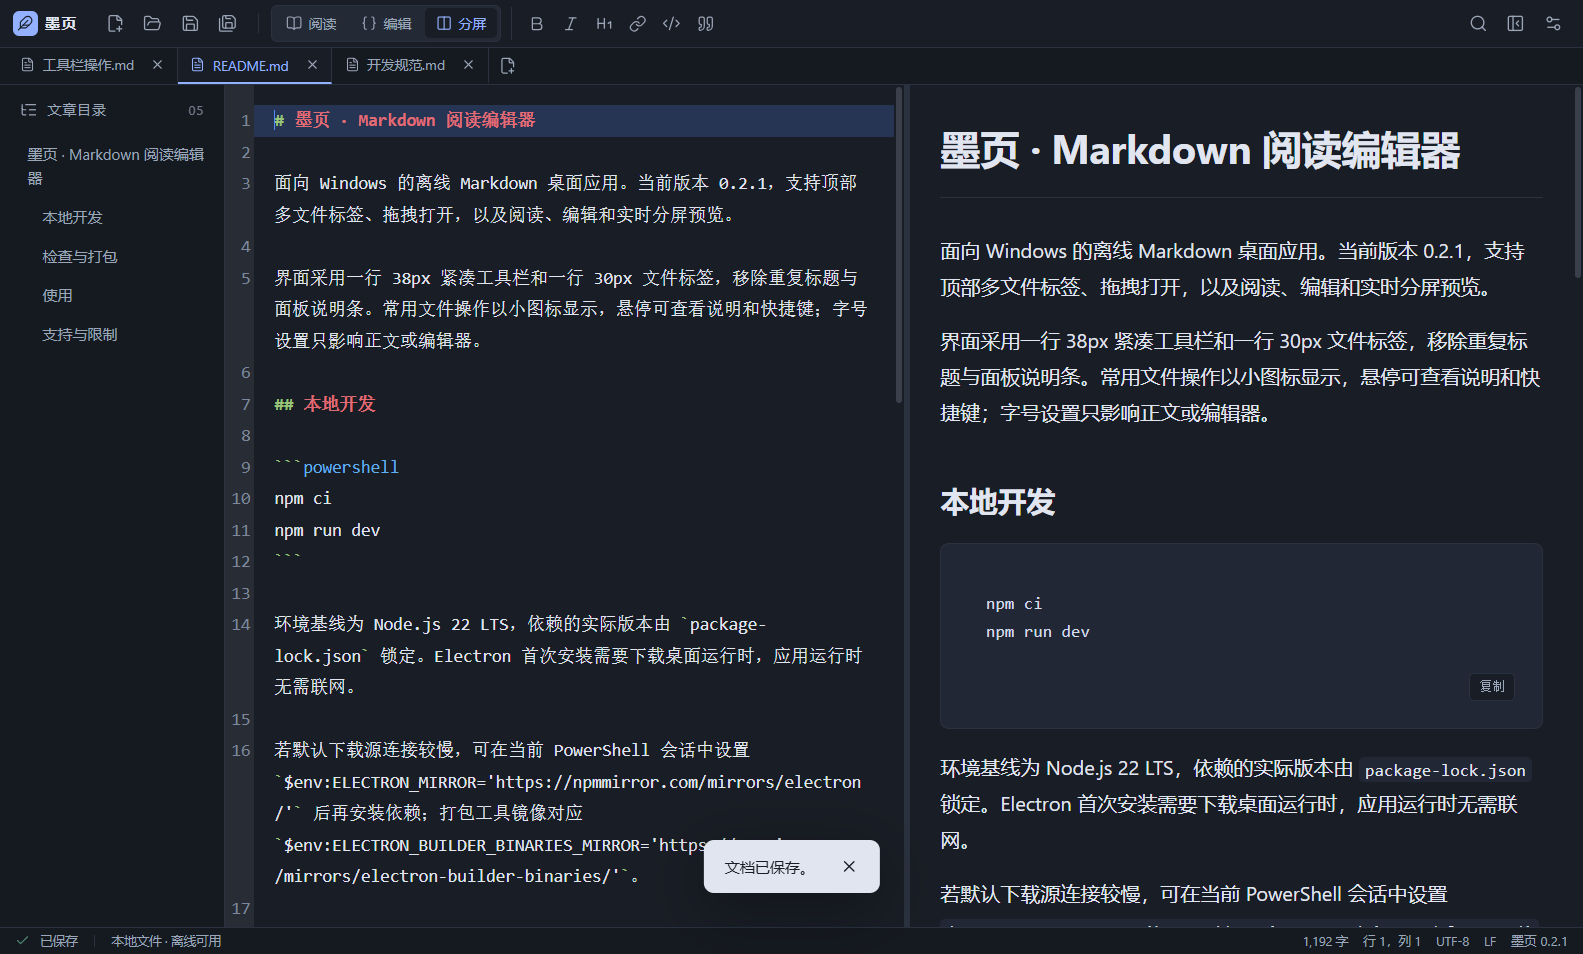 墨页
阅读
编辑
分屏
B
I
H1
工具栏操作.md
README.md
开发规范.md
文章目录
05
墨页 · Markdown 阅读编辑
器
本地开发
检查与打包
使用
支持与限制
1 # 墨页 · Markdown 阅读编辑器
2
3 面向 Windows 的离线 Markdown 桌面应用。当前版本 0.2.1，支持顶部
多文件标签、拖拽打开，以及阅读、编辑和实时分屏预览。
4
5 界面采用一行 38px 紧凑工具栏和一行 30px 文件标签，移除重复标题与
面板说明条。常用文件操作以小图标显示，悬停可查看说明和快捷键；字号
设置只影响正文或编辑器。
6
7 ## 本地开发
8
9 ```powershell
10 npm ci
11 npm run dev
12 ```
13
14 环境基线为 Node.js 22 LTS，依赖的实际版本由 `package-
lock.json` 锁定。Electron 首次安装需要下载桌面运行时，应用运行时
无需联网。
15
16 若默认下载源连接较慢，可在当前 PowerShell 会话中设置
`$env:ELECTRON_MIRROR='https://npmmirror.com/mirrors/electron
/'` 后再安装依赖；打包工具镜像对应
`$env:ELECTRON_BUILDER_BINARIES_MIRROR='https
/mirrors/electron-builder-binaries/'`。
17
墨页 · Markdown 阅读编辑器
面向 Windows 的离线 Markdown 桌面应用。当前版本 0.2.1，支持
顶部多文件标签、拖拽打开，以及阅读、编辑和实时分屏预览。
界面采用一行 38px 紧凑工具栏和一行 30px 文件标签，移除重复标
题与面板说明条。常用文件操作以小图标显示，悬停可查看说明和快
捷键；字号设置只影响正文或编辑器。
本地开发
npm ci
npm run dev
复制
环境基线为 Node.js 22 LTS，依赖的实际版本由 package-lock.json
锁定。Electron 首次安装需要下载桌面运行时，应用运行时无需联
网。
若默认下载源连接较慢，可在当前 PowerShell 会话中设置
文档已保存。
已保存
本地文件 · 离线可用
1,192 字
行 1，列 1
UTF-8
LF
墨页 0.2.1